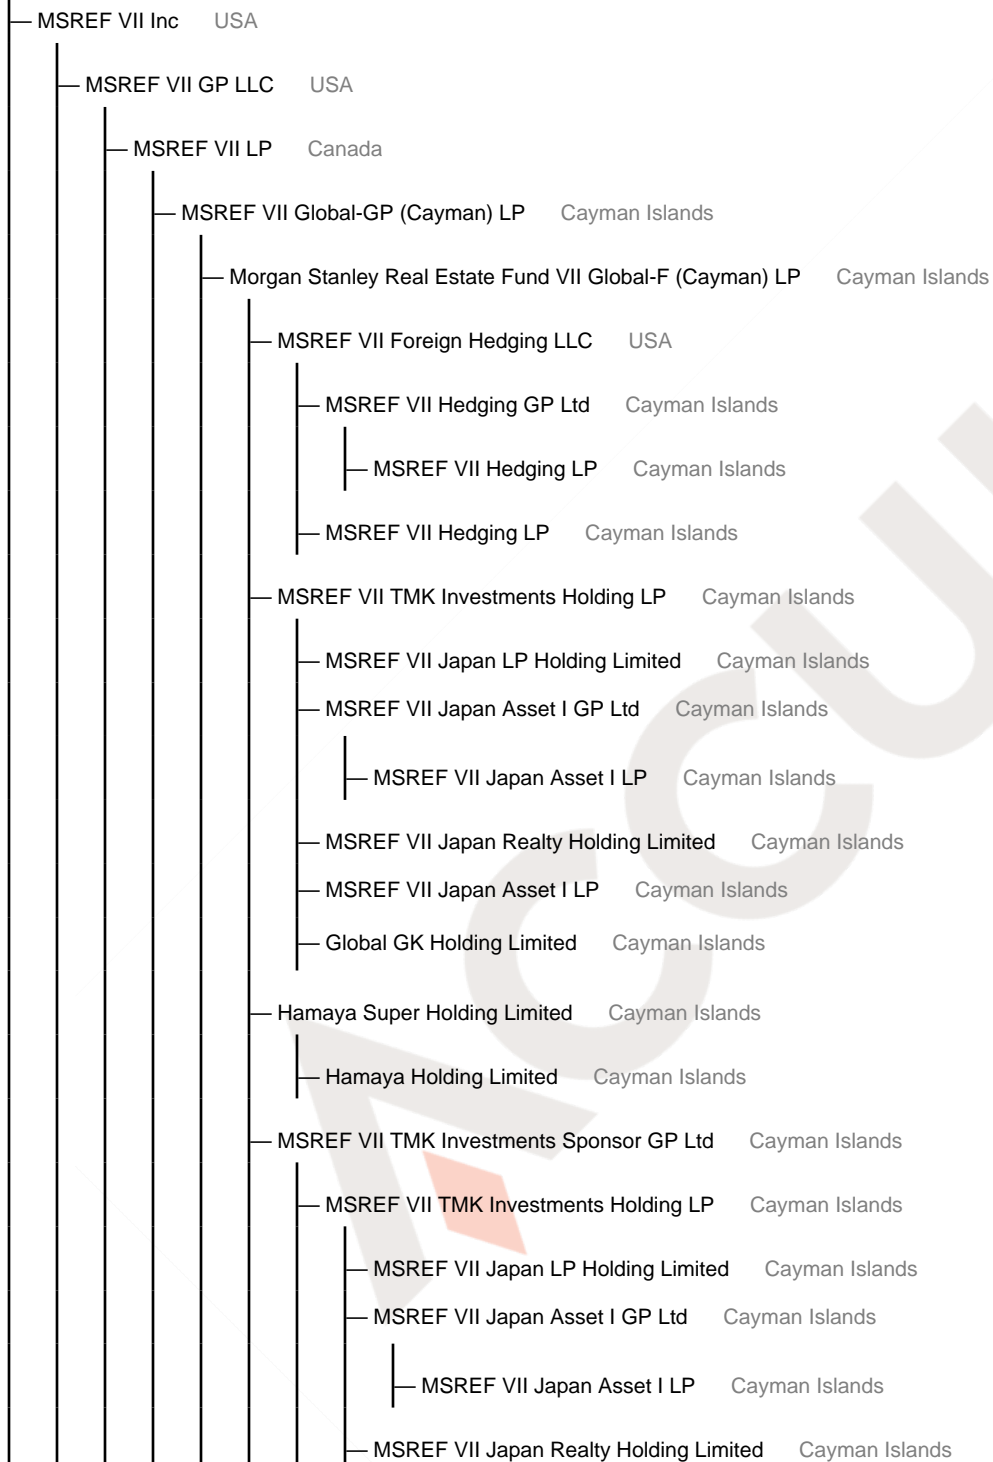 MSREF VII Inc USA
MSREF VII GP LLC USA
MSREF VII LP Canada
MSREF VII Global-GP (Cayman) LP Cayman Islands
Morgan Stanley Real Estate Fund VII Global-F (Cayman) LP Cayman Islands
MSREF VII Foreign Hedging LLC USA
MSREF VII Hedging GP Ltd Cayman Islands
MSREF VII Hedging LP Cayman Islands
MSREF VII Hedging LP Cayman Islands
MSREF VII TMK Investments Holding LP Cayman Islands
MSREF VII Japan LP Holding Limited Cayman Islands
MSREF VII Japan Asset I GP Ltd Cayman Islands
MSREF VII Japan Asset I LP Cayman Islands
MSREF VII Japan Realty Holding Limited Cayman Islands
MSREF VII Japan Asset I LP Cayman Islands
Global GK Holding Limited Cayman Islands
Hamaya Super Holding Limited Cayman Islands
Hamaya Holding Limited Cayman Islands
MSREF VII TMK Investments Sponsor GP Ltd Cayman Islands
MSREF VII TMK Investments Holding LP Cayman Islands
MSREF VII Japan LP Holding Limited Cayman Islands
MSREF VII Japan Asset I GP Ltd Cayman Islands
MSREF VII Japan Asset I LP Cayman Islands
MSREF VII Japan Realty Holding Limited Cayman Islands
ACCU